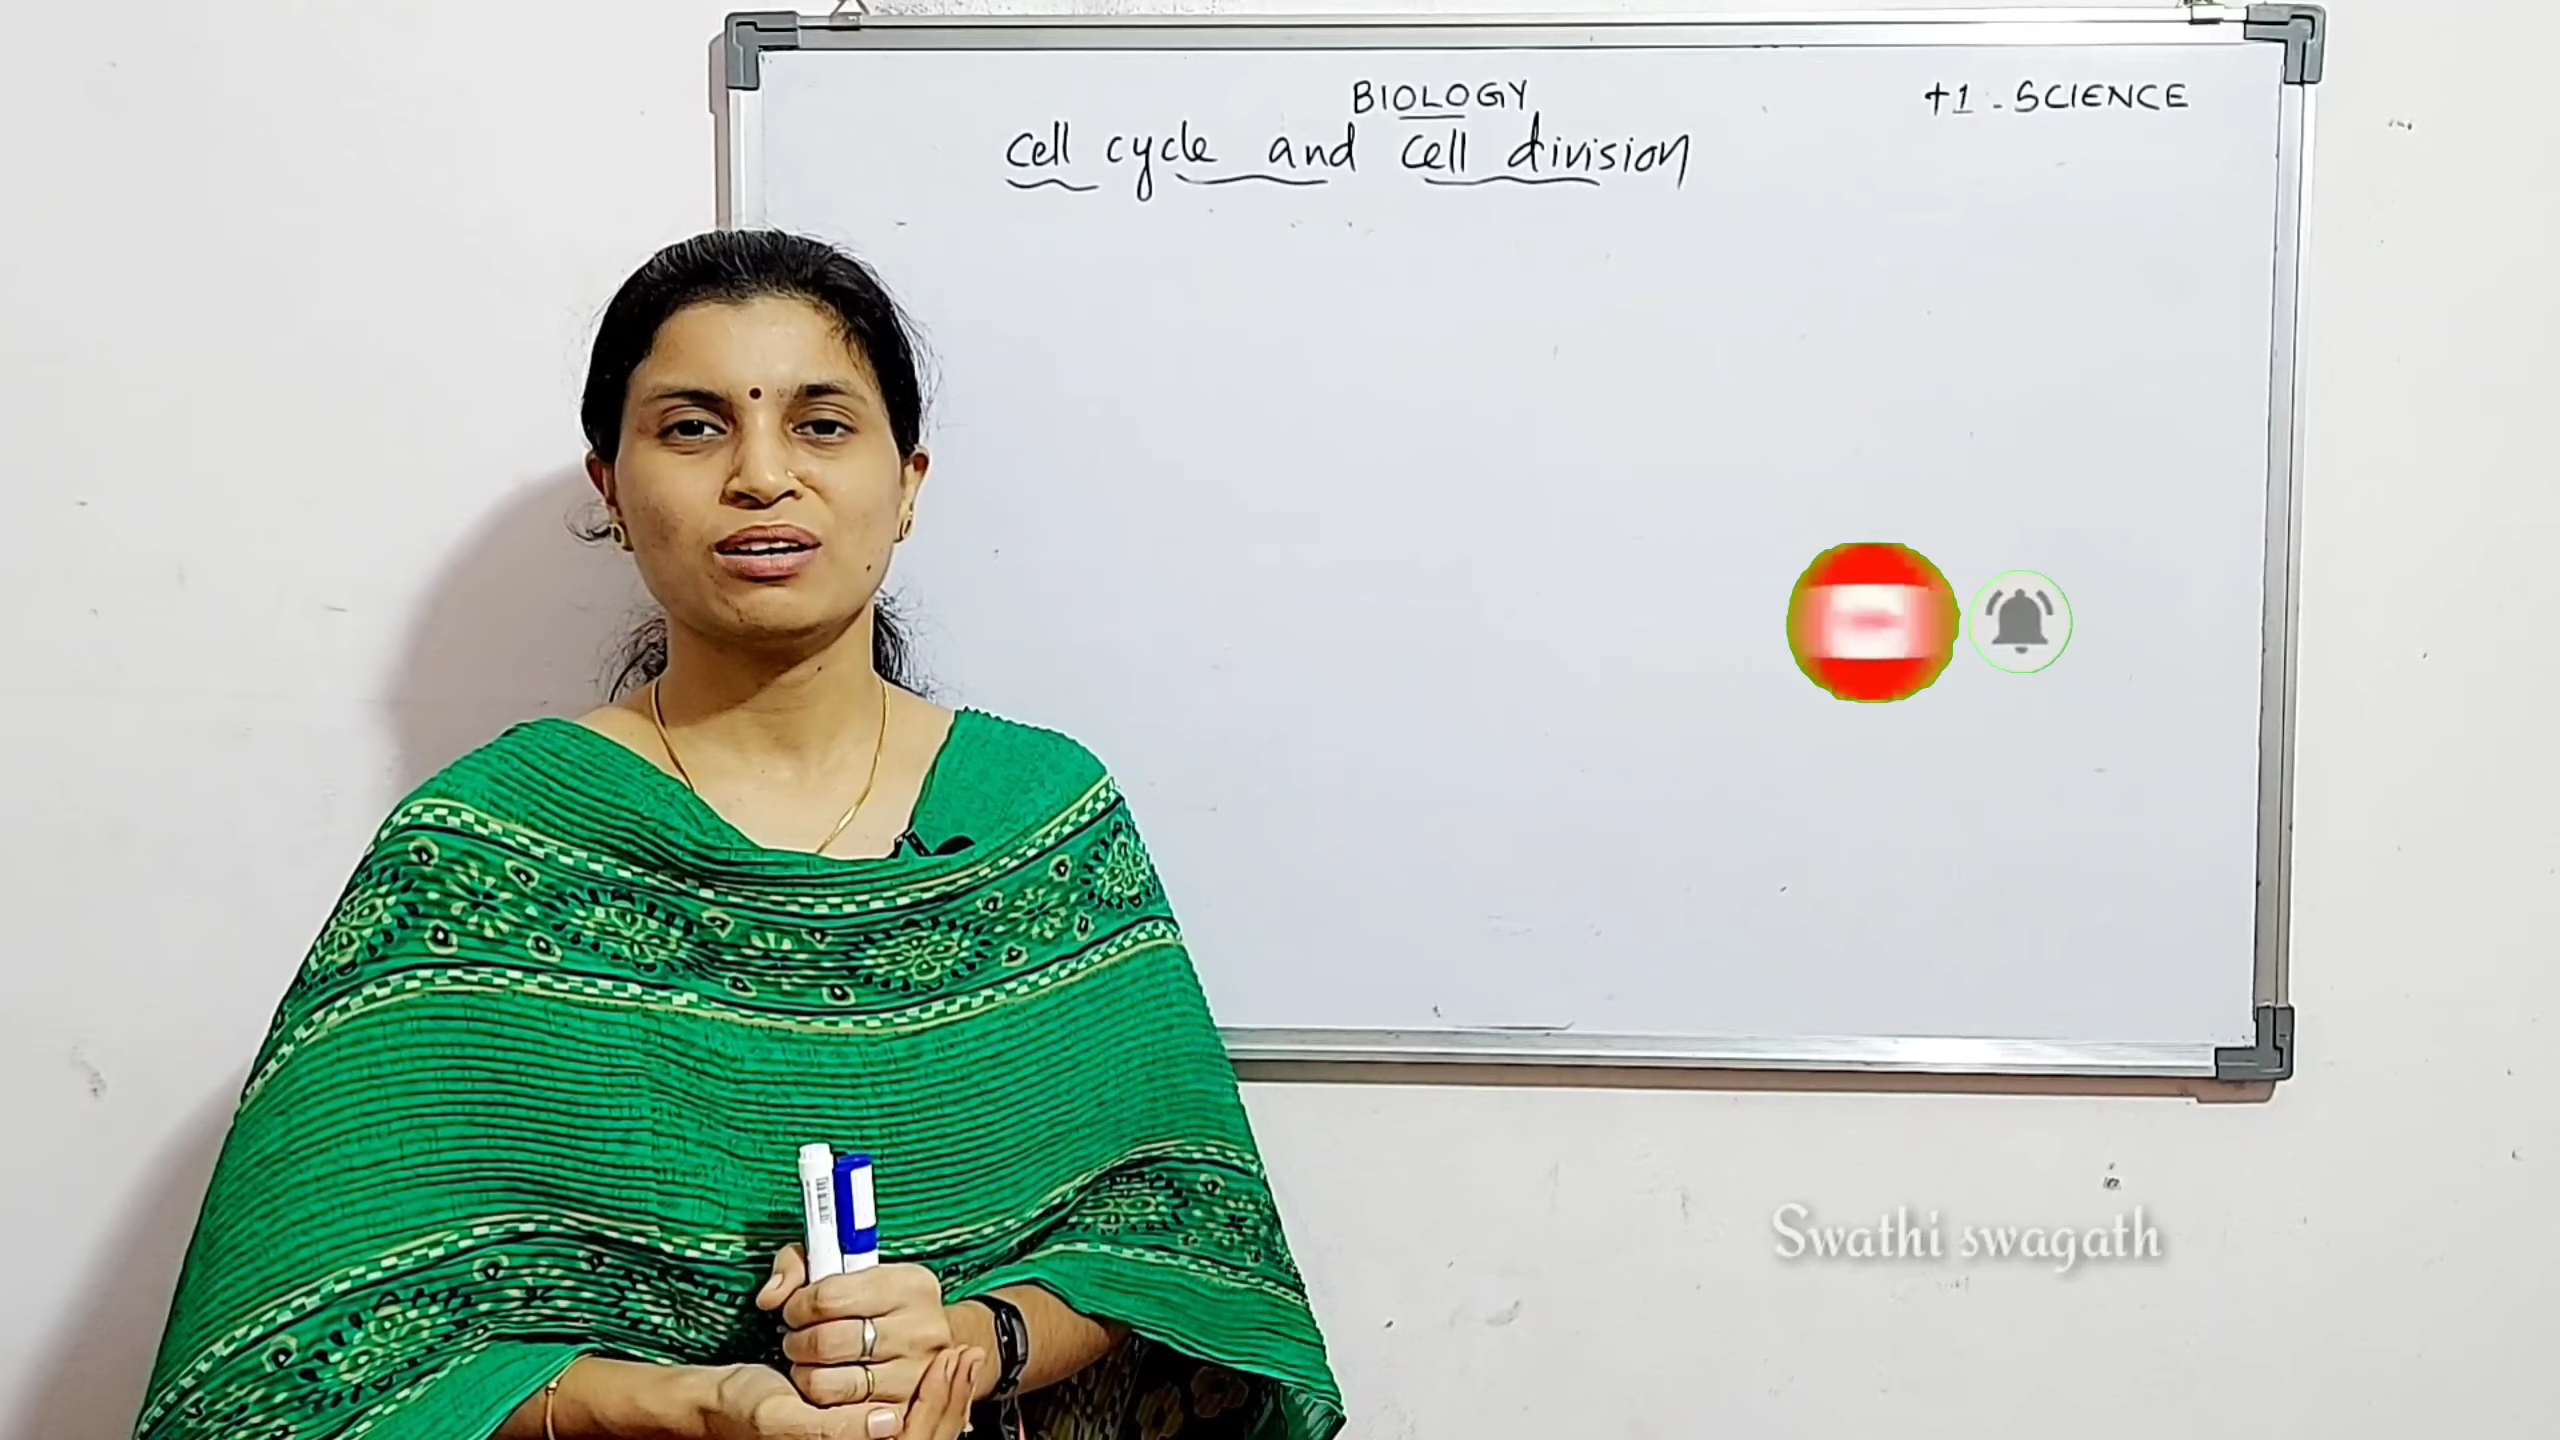 BIOLOGY
+1 - SCIENCE
Cell cycle and Cell division
Swathi swagath